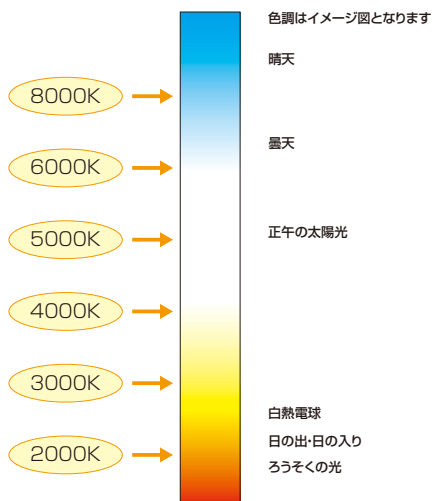 色調はイメージ図となります
晴天
8000K
曇天
6000K
正午の太陽光
5000K
4000K
3000K
白熱電球
日の出・日の入り
2000K
ろうそくの光